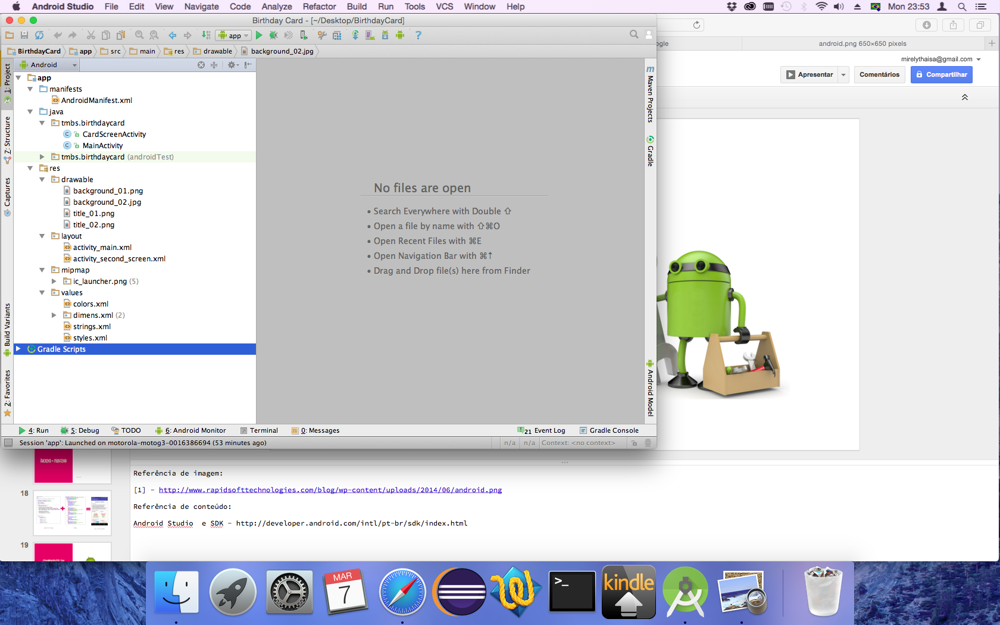 Android Studio File Edit View Navigate Code Analyze Refactor Build Run Tools VCS Window Help Mon 23:53
Birthday Card - [~/Desktop/BirthdayCard]
app
BirthdayCard app src main res drawable background_02.jpg
ogle
android.png 650×650 pixels
mirelythaisa@gmail.com
Apresentar Comentários Compartilhar
Android
1: Project
7: Structure
Captures
Build Variants
2: Favorites
app
manifests
AndroidManifest.xml
java
tmbs.birthdaycard
CardScreenActivity
MainActivity
tmbs.birthdaycard (androidTest)
res
drawable
background_01.png
background_02.jpg
title_01.png
title_02.png
layout
activity_main.xml
activity_second_screen.xml
mipmap
ic_launcher.png (5)
values
colors.xml
dimens.xml (2)
strings.xml
styles.xml
Gradle Scripts
No files are open
• Search Everywhere with Double ⇧
• Open a file by name with ⇧⌘O
• Open Recent Files with ⌘E
• Open Navigation Bar with ⌘↑
• Drag and Drop file(s) here from Finder
m Maven Projects
Gradle
Android Model
4: Run 5: Debug TODO 6: Android Monitor Terminal 0: Messages 21 Event Log Gradle Console
Session 'app': Launched on motorola-motog3-0016386694 (53 minutes ago) n/a n/a Context: <no context>
BACKEND + FRONTEND
18
19
Referência de imagem:
[1] - http://www.rapidsofttechnologies.com/blog/wp-content/uploads/2014/06/android.png
Referência de conteúdo:
Android Studio e SDK - http://developer.android.com/intl/pt-br/sdk/index.html
MAR
7
>_
kindle